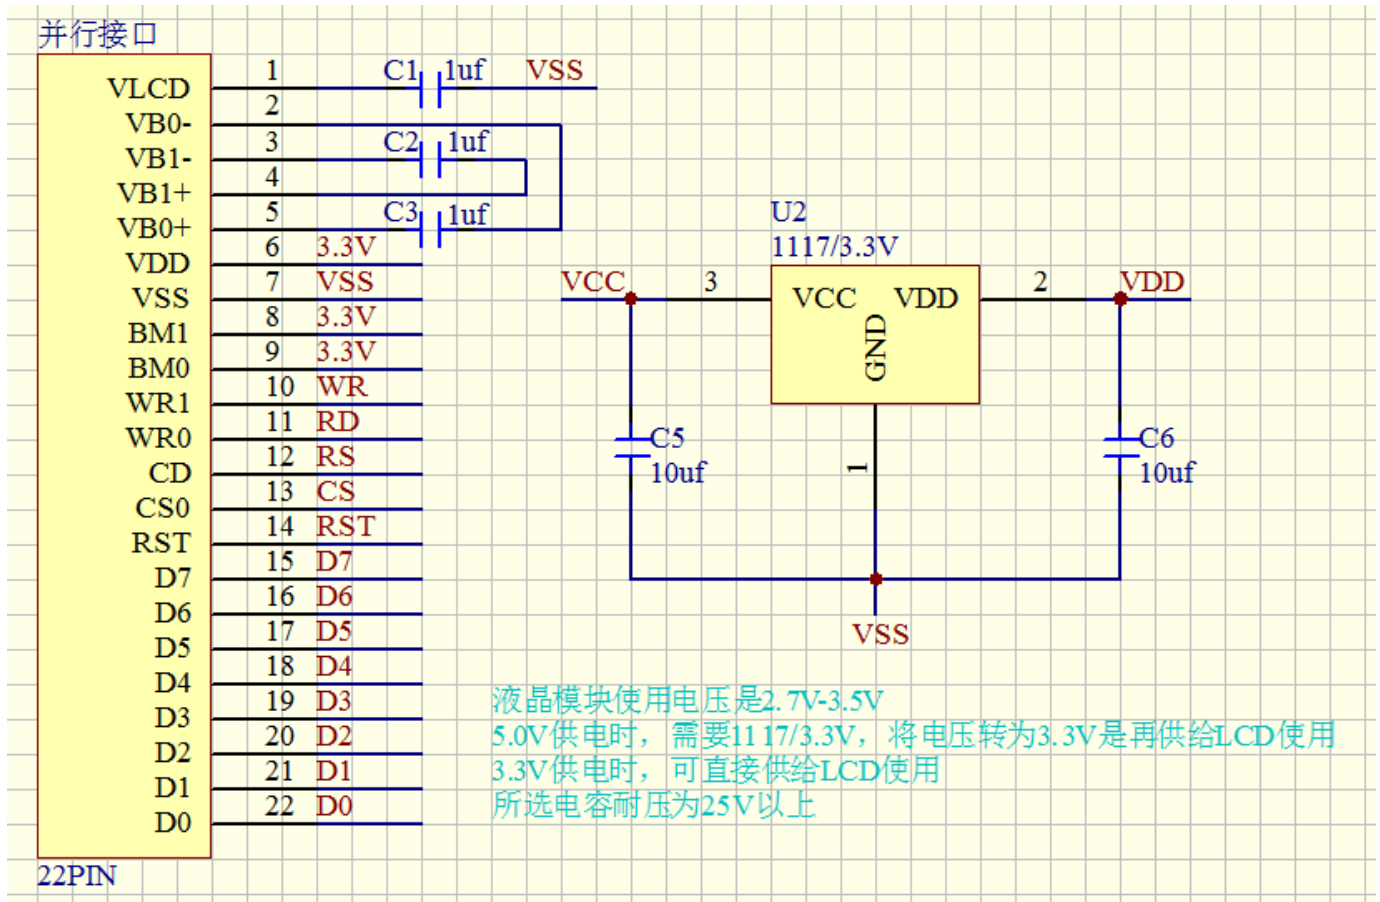 并行接口
VLCD 1 C1 1uf VSS
VB0- 2
VB1- 3 C2 1uf
VB1+ 4
VB0+ 5 C3 1uf
VDD 6 3.3V
VSS 7 VSS
BM1 8 3.3V
BM0 9 3.3V
WR1 10 WR
WR0 11 RD
CD 12 RS
CS0 13 CS
RST 14 RST
D7 15 D7
D6 16 D6
D5 17 D5
D4 18 D4
D3 19 D3
D2 20 D2
D1 21 D1
D0 22 D0
22PIN
U2
1117/3.3V
VCC 3 VCC VDD 2 VDD
GND
1
C5
10uf
C6
10uf
VSS
液晶模块使用电压是2.7V-3.5V
5.0V供电时，需要1117/3.3V，将电压转为3.3V是再供给LCD使用
3.3V供电时，可直接供给LCD使用
所选电容耐压为25V以上